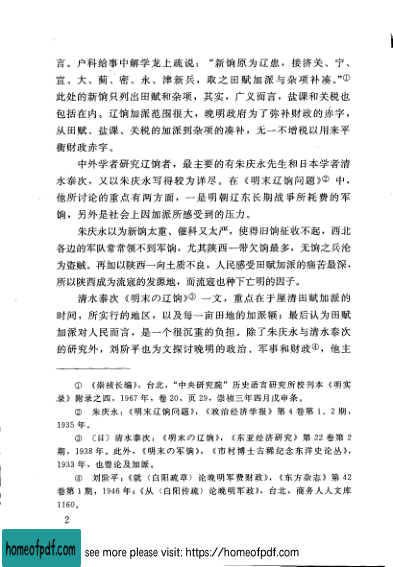 言。户科给事中解学龙上疏说：“新饷原为辽患，接济关、宁、
宣、大、蓟、密、永、津新兵，取之田赋加派与杂项补凑。”①
此处的新饷只列出田赋和杂项，其实，广义而言，盐课和关税也
包括在内。辽饷加派范围很大，晚明政府为了弥补财政的赤字，
从田赋、盐课、关税的加派到杂项的凑补，无一不增税以用来平
衡财政赤字。
中外学者研究辽饷者，最主要的有朱庆永先生和日本学者清
水泰次，又以朱庆永写得较为详尽。在《明末辽饷问题》② 中，
他所讨论的重点有两方面，一是明朝辽东长期战爭所耗费的军
饷，另外是社会上因加派所感受到的压力。
朱庆永以为新饷太重、催科又太严，使得旧饷征收不起，西北
各边的军队常常领不到军饷，尤其陕西一带欠饷最多，无饷之兵沦
为盗贼。再加以陕西一向土质不良，人民感受田赋加派的痛苦最深，
所以陕西成为流寇的发源地，而流寇也种下亡明的因子。
清水泰次《明末の辽饷》③ 一文，重点在于厘清田赋加派的
时间，所实行的地区，以及每一亩田地的加派额；最后认为田赋
加派对人民而言，是一个很沉重的负担。除了朱庆永与清水泰次
的研究外，刘阶平也为文探讨晚明的政治、军事和财政④，他主
① 《崇祯长编》，台北，“中央研究院”历史语言研究所校刊本《明实
录》附录之四，1967年，卷20，页29，崇祯三年四月戊申条。
② 朱庆永：《明末辽饷问题》，《政治经济学报》第4卷第1、2期，
1935年。
③ 〔日〕清水泰次：《明末の辽饷》，《东亚经济研究》第22卷第2
期，1938年。此外，《明末の军饷》，《市村博士古稀纪念东洋史论丛》，
1933年，也曾论及加派。
④ 刘阶平：《就〈白阳疏草〉论晚明军费财政》，《东方杂志》第42
卷第1期，1946年；《从〈白阳传疏〉论晚明军政》，台北，商务人人文库
1160。
2
homeofpdf.com see more please visit: https://homeofpdf.com